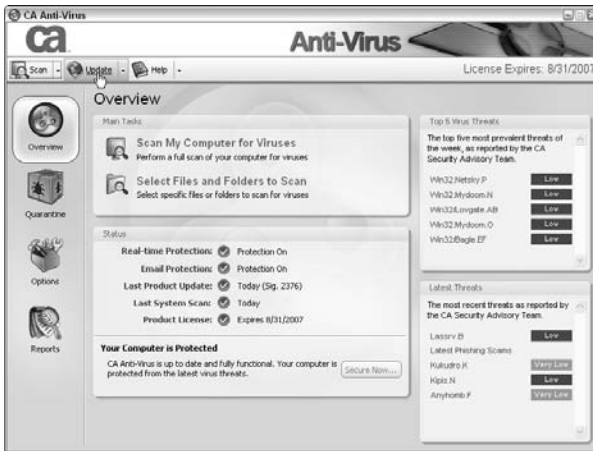 CA Anti-Virus
ca
Anti-Virus
Scan
Update
Help
License Expires: 8/31/2007
Overview
Quarantine
Options
Reports
Overview
Main Tasks
Scan My Computer for Viruses
Perform a full scan of your computer for viruses
Select Files and Folders to Scan
Select specific files or folders to scan for viruses
Status
Real-time Protection: Protection On
Email Protection: Protection On
Last Product Update: Today (Sig. 2376)
Last System Scan: Today
Product License: Expires 8/31/2007
Your Computer is Protected
CA Anti-Virus is up to date and fully functional. Your computer is
protected from the latest virus threats.
Secure Now...
Top 5 Virus Threats
The top five most prevalent threats of
the week, as reported by the CA
Security Advisory Team.
Win32.Netsky.P Low
Win32.Mydoom.N Low
Win32.Lovgate.AB Low
Win32.Mydoom.O Low
Win32.Bagle.EF Low
Latest Threats
The most recent threats as reported by
the CA Security Advisory Team.
Lassrv.B Low
Latest Phishing Scams
Kukudro.K Very Low
Kipis.N Low
Anyhomb.F Very Low